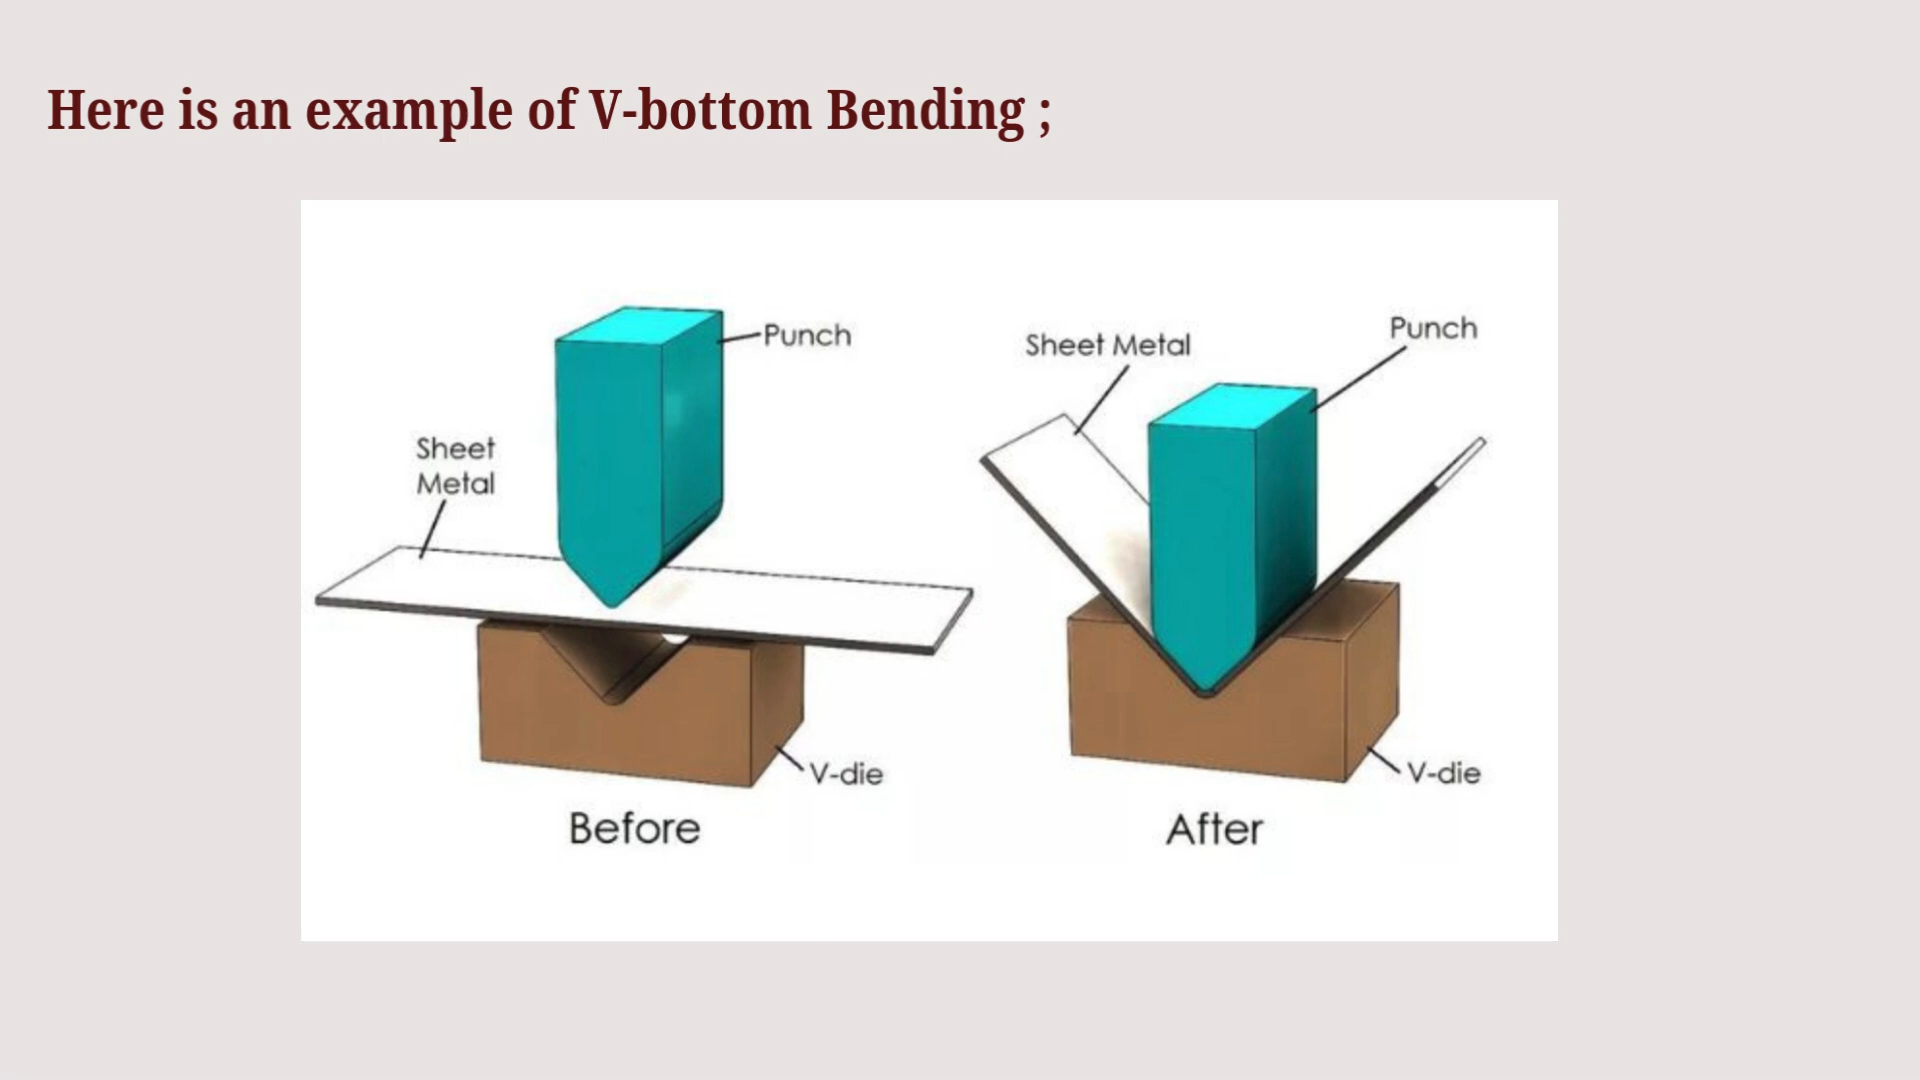 Here is an example of V-bottom Bending ;
Punch
Sheet
Metal
V-die
Before
Sheet Metal
Punch
V-die
After